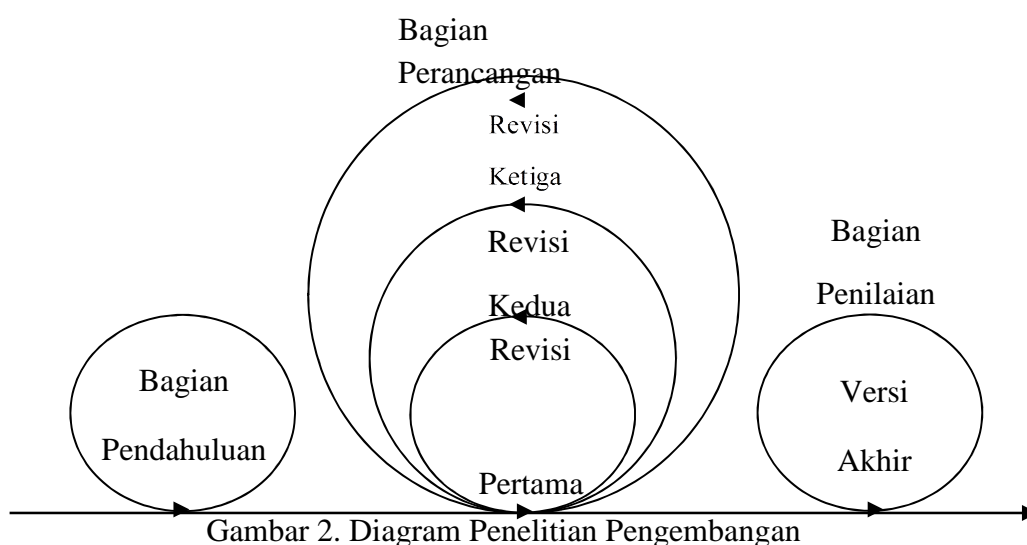 Bagian
Perancangan
Revisi
Ketiga
Revisi
Kedua
Revisi
Pertama
Bagian
Pendahuluan
Bagian
Penilaian
Versi
Akhir
Gambar 2. Diagram Penelitian Pengembangan